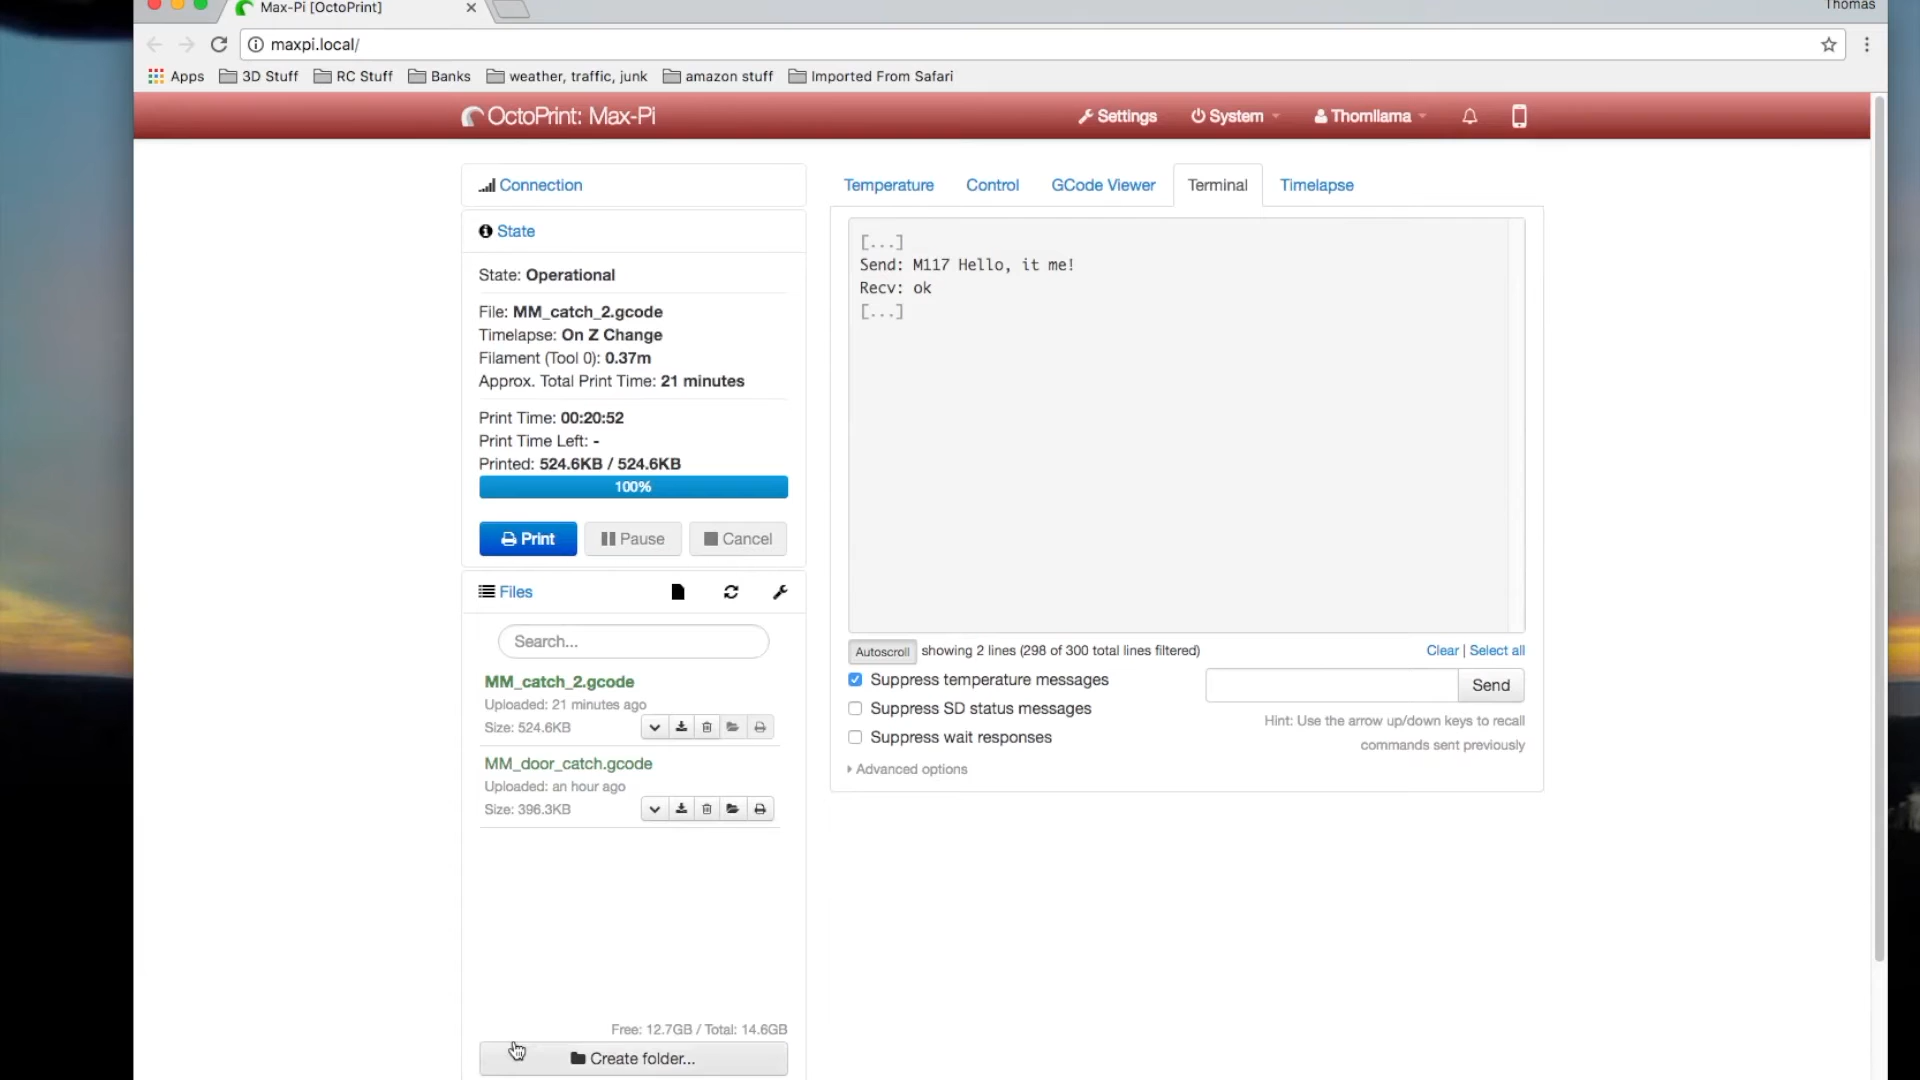 Max-Pi [OctoPrint]
Thomas
maxpi.local/
Apps 3D Stuff RC Stuff Banks weather, traffic, junk amazon stuff Imported From Safari
OctoPrint: Max-Pi Settings System Thomllama
Connection
State
State: Operational
File: MM_catch_2.gcode
Timelapse: On Z Change
Filament (Tool 0): 0.37m
Approx. Total Print Time: 21 minutes
Print Time: 00:20:52
Print Time Left: -
Printed: 524.6KB / 524.6KB
100%
Print Pause Cancel
Files
Search...
MM_catch_2.gcode
Uploaded: 21 minutes ago
Size: 524.6KB
MM_door_catch.gcode
Uploaded: an hour ago
Size: 396.3KB
Free: 12.7GB / Total: 14.6GB
Create folder...
Temperature Control GCode Viewer Terminal Timelapse
[...]
Send: M117 Hello, it me!
Recv: ok
[...]
Autoscroll showing 2 lines (298 of 300 total lines filtered) Clear | Select all
Suppress temperature messages
Suppress SD status messages
Suppress wait responses
Advanced options
Send
Hint: Use the arrow up/down keys to recall
commands sent previously